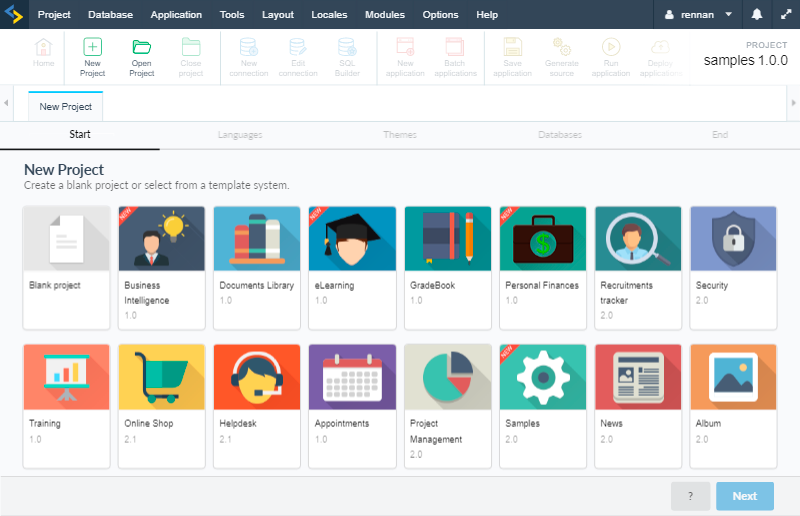 Project Database Application Tools Layout Locales Modules Options Help rennan
Home
New Project
Open Project
Close project
New connection
Edit connection
SQL Builder
New application
Batch applications
Save application
Generate source
Run application
Deploy application
PROJECT
samples 1.0.0
New Project
Start Languages Themes Databases End
New Project
Create a blank project or select from a template system.
NEW
NEW
NEW
Blank project
Business Intelligence
1.0
Documents Library
1.0
eLearning
1.0
GradeBook
1.0
Personal Finances
1.0
Recruitments tracker
2.0
Security
2.0
NEW
Training
1.0
Online Shop
2.1
Helpdesk
2.1
Appointments
1.0
Project Management
2.0
Samples
2.0
News
2.0
Album
2.0
? Next